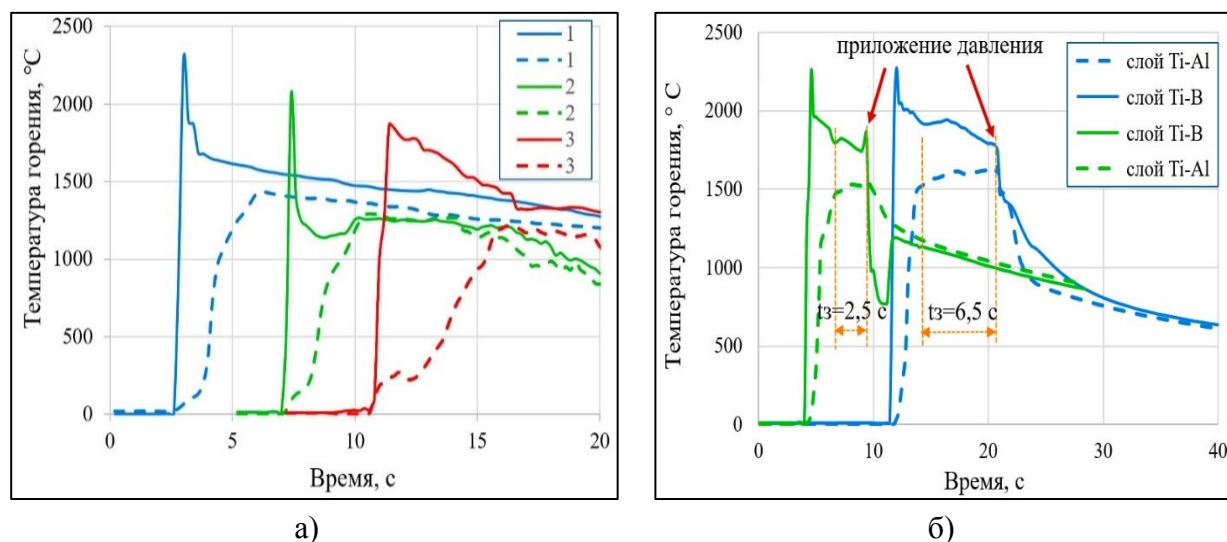 Температура горения, °C
2500
2000
1500
1000
500
0
0
5
10
15
20
Время, с
1
1
2
2
3
3
а)
Температура горения, ° C
2500
2000
1500
1000
500
0
0
10
20
30
40
Время, с
приложение давления
слой Ti-Al
слой Ti-B
слой Ti-B
слой Ti-Al
tз=2,5 с
tз=6,5 с
б)